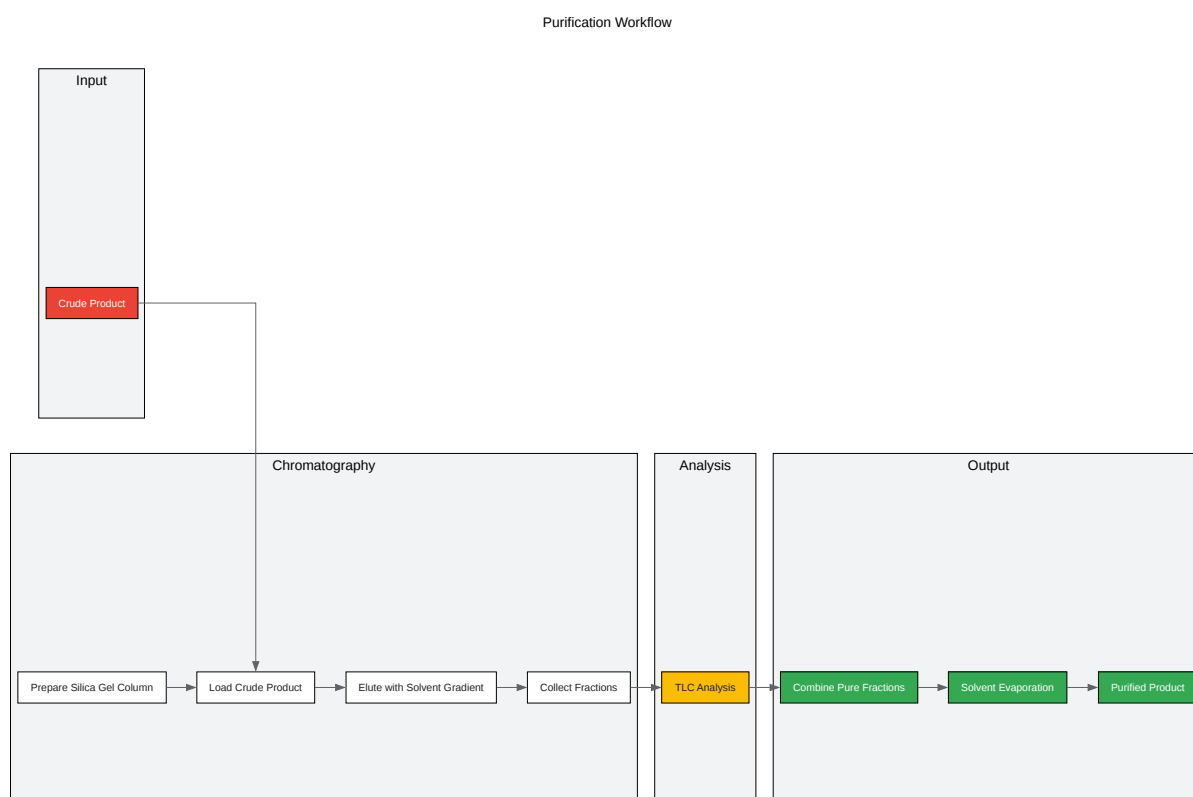 Purification Workflow
Input
Crude Product
Chromatography
Prepare Silica Gel Column
Load Crude Product
Elute with Solvent Gradient
Collect Fractions
Analysis
TLC Analysis
Output
Combine Pure Fractions
Solvent Evaporation
Purified Product